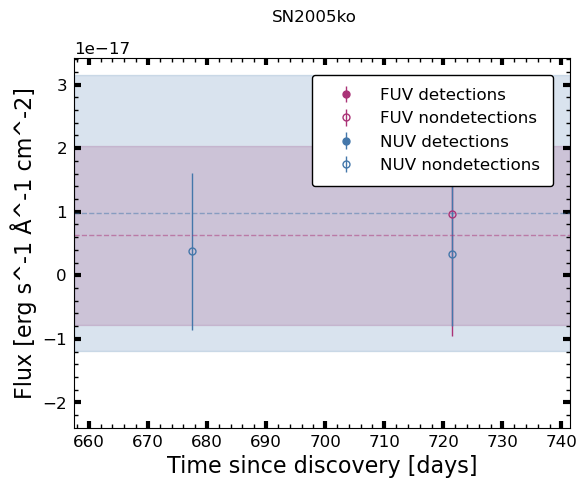 SN2005ko
1e−17
FUV detections
FUV nondetections
NUV detections
NUV nondetections
3
2
1
0
−1
−2
Flux [erg s^-1 Å^-1 cm^-2]
660 670 680 690 700 710 720 730 740
Time since discovery [days]